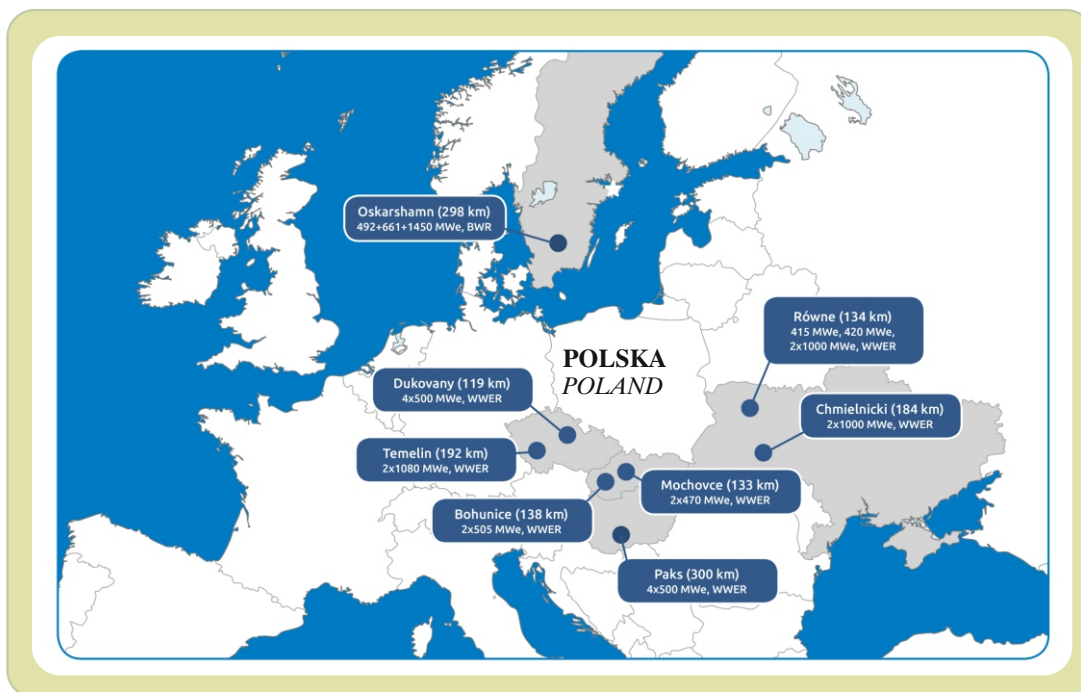 Oskarshamn (298 km)
492+661+1450 MWe, BWR
Równe (134 km)
415 MWe, 420 MWe,
2x1000 MWe, WWER
POLSKA
POLAND
Dukovany (119 km)
4x500 MWe, WWER
Chmielnicki (184 km)
2x1000 MWe, WWER
Temelin (192 km)
2x1080 MWe, WWER
Mochovce (133 km)
2x470 MWe, WWER
Bohunice (138 km)
2x505 MWe, WWER
Paks (300 km)
4x500 MWe, WWER